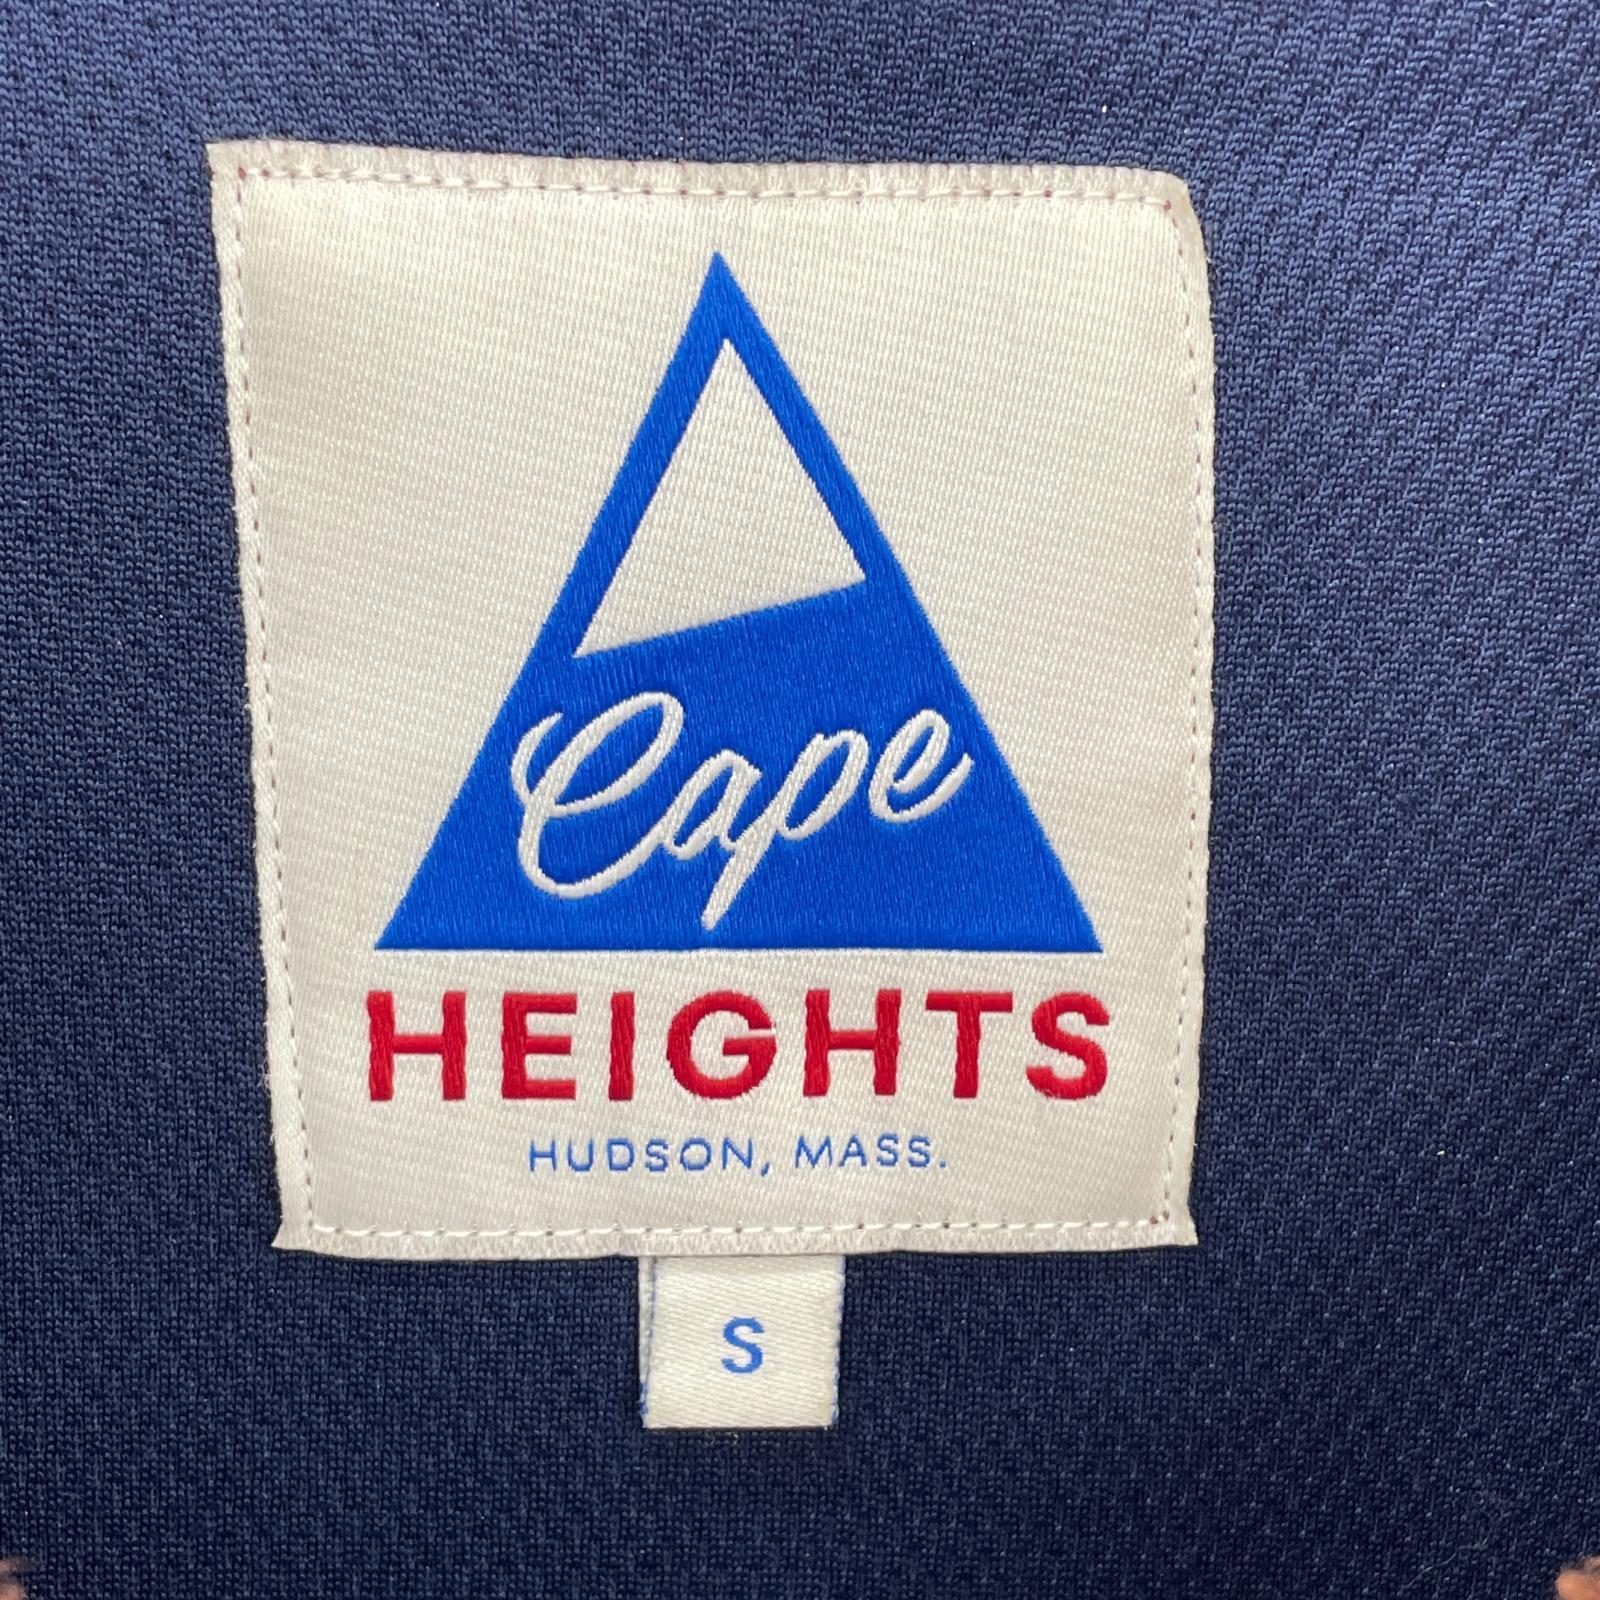 Cape
HEIGHTS
HUDSON, MASS.
S